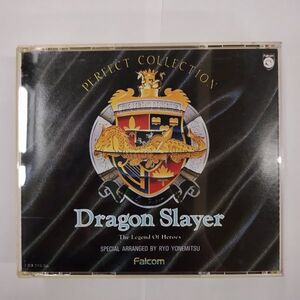 PERFECT COLLECTION
Dragon Slayer
The Legend Of Heroes
SPECIAL ARRANGED BY RYO YONEMITSU
Falcom